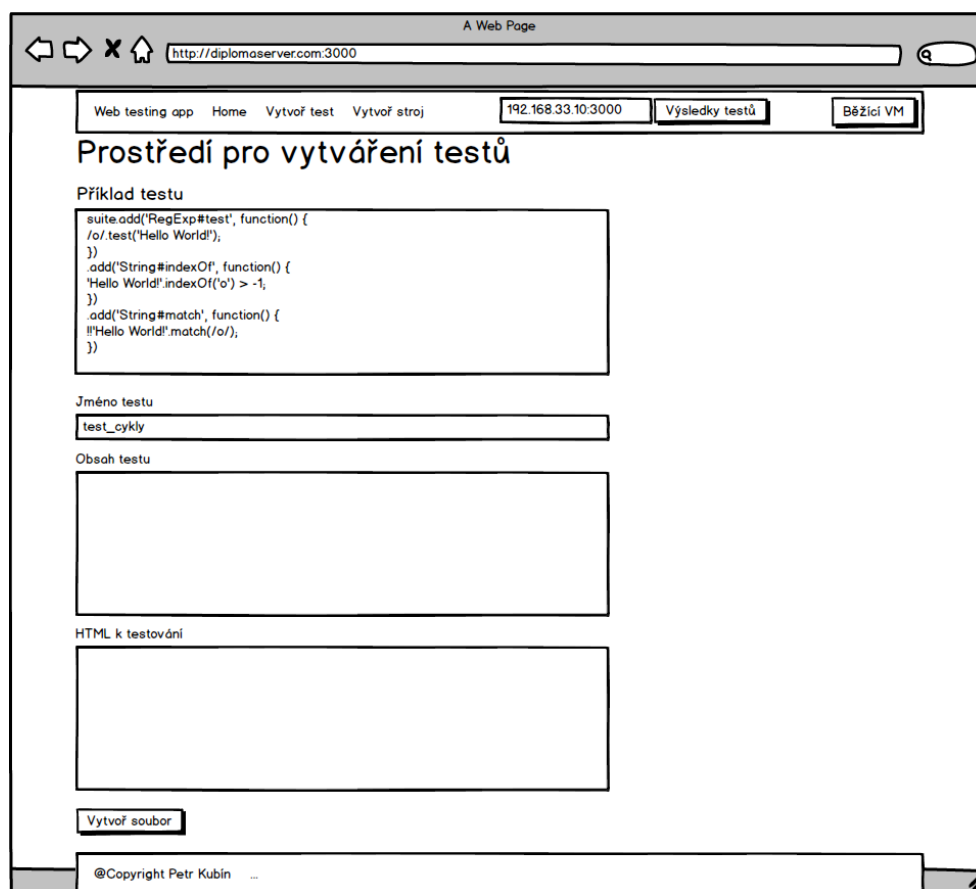 A Web Page
http://diplomaserver.com:3000
Web testing app Home Vytvoř test Vytvoř stroj 192.168.33.10:3000 Výsledky testů Běžící VM
Prostředí pro vytváření testů
Příklad testu
suite.add('RegExp#test', function() {
/o/.test('Hello World!');
})
.add('String#indexOf', function() {
'Hello World!'.indexOf('o') > -1;
})
.add('String#match', function() {
!!'Hello World!'.match(/o/);
})
Jméno testu
test_cykly
Obsah testu
HTML k testování
Vytvoř soubor
@Copyright Petr Kubín ...